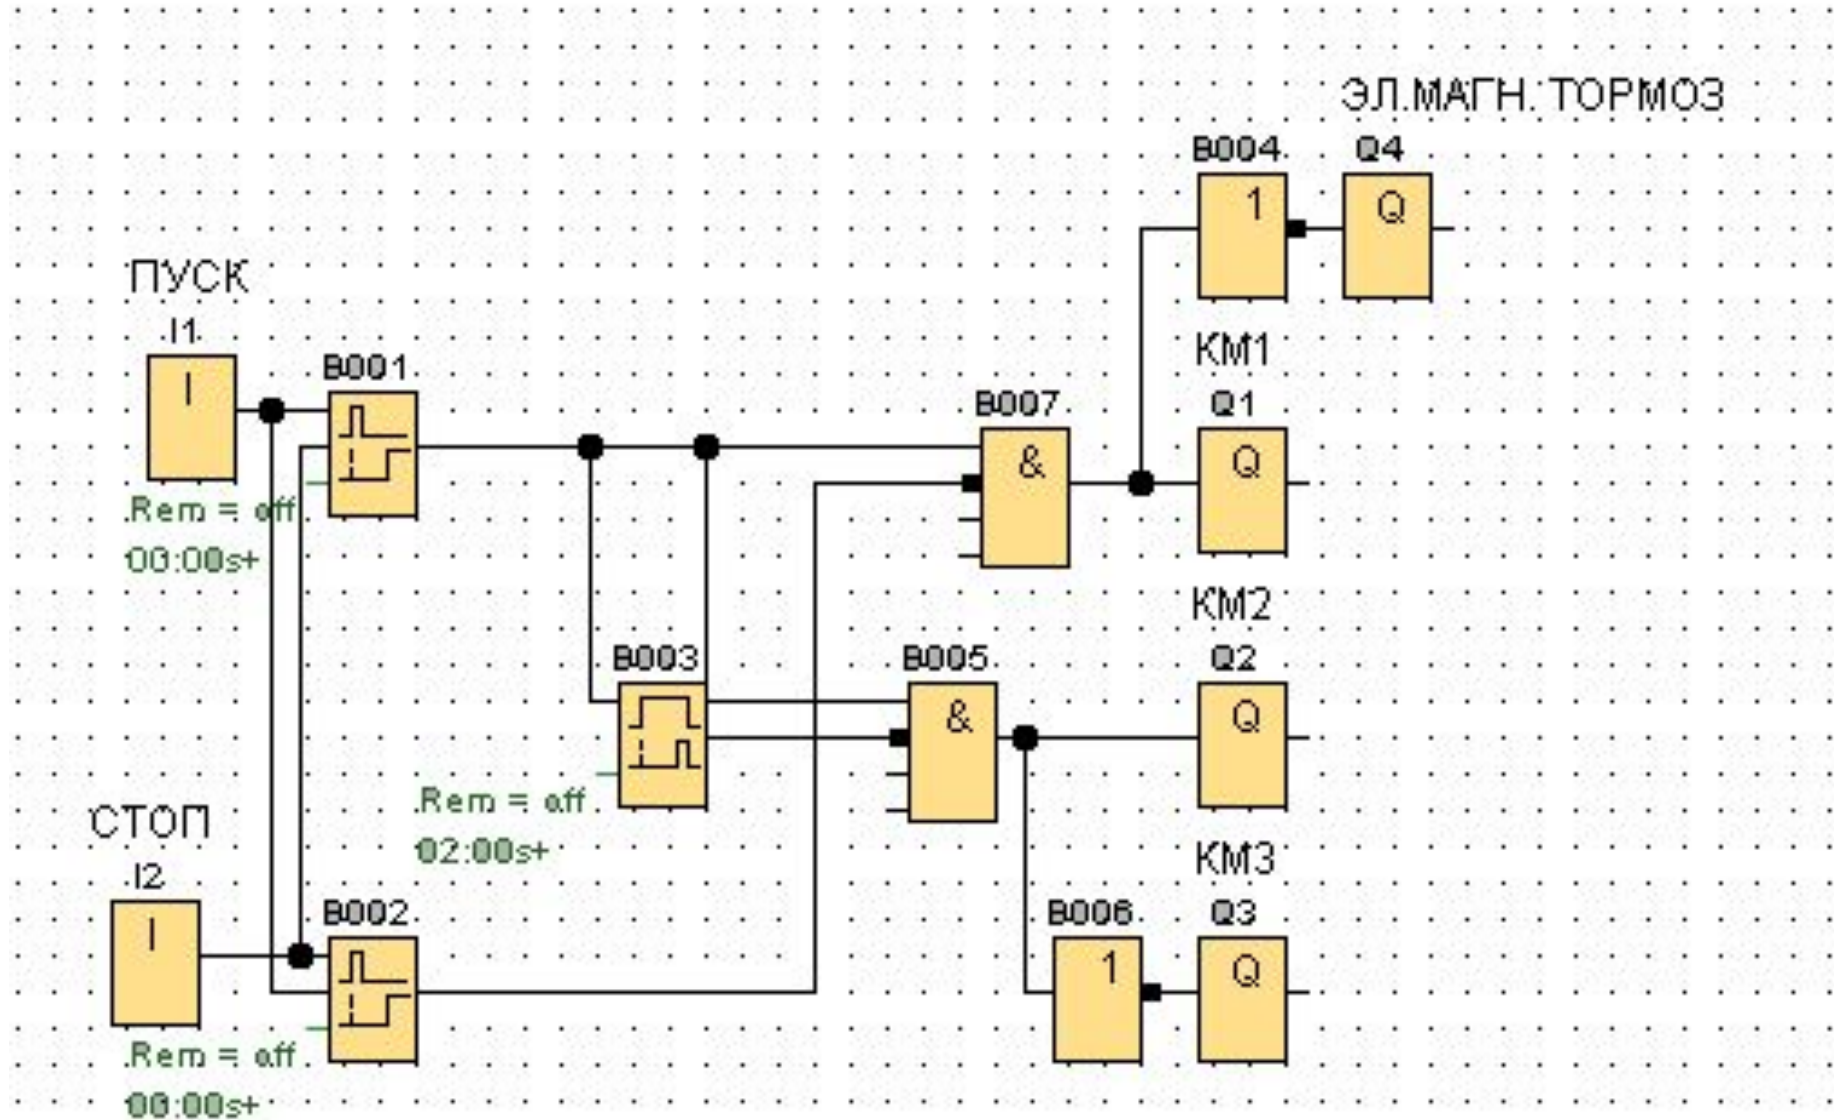 ЭЛ.МАГН. ТОРМОЗ
B004
Q4
1
Q
ПУСК
I1
I
B001
KM1
B007
Q1
&
Q
Rem = off
00:00s+
KM2
B003
B005
Q2
&
Q
Rem = off
02:00s+
СТОП
I2
I
KM3
B002
B006
Q3
1
Q
Rem = off
00:00s+